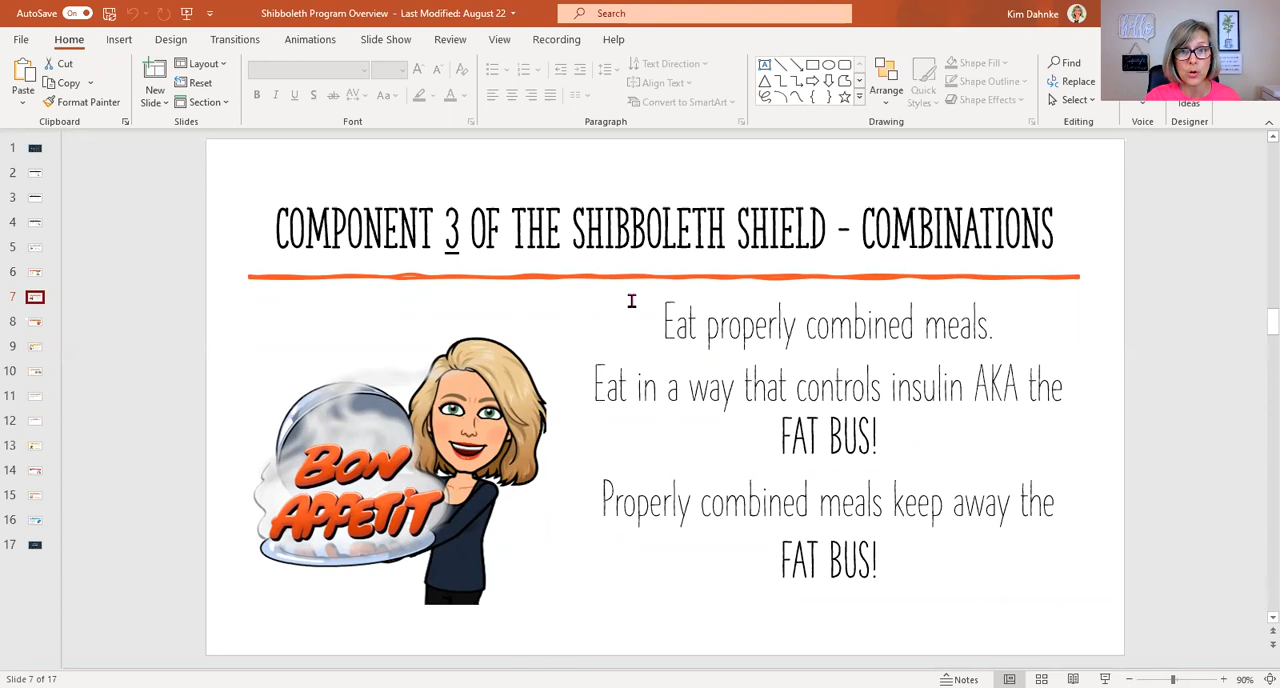 AutoSave On
Shibboleth Program Overview - Last Modified: August 22
Search
Kim Dahnke
File Home Insert Design Transitions Animations Slide Show Review View Recording Help
Paste
Cut
Copy
Format Painter
Clipboard
New
Slide
Layout
Reset
Section
Slides
Font
Text Direction
Align Text
Convert to SmartArt
Paragraph
Arrange
Quick
Styles
Shape Fill
Shape Outline
Shape Effects
Drawing
Find
Replace
Select
Editing
Voice
Ideas
Designer
hello
1
2
3
4
5
6
7
8
9
10
11
12
13
14
15
16
17
COMPONENT 3 OF THE SHIBBOLETH SHIELD - COMBINATIONS
Eat properly combined meals.
Eat in a way that controls insulin AKA the
FAT BUS!
Properly combined meals keep away the
FAT BUS!
BON
APPETIT
Slide 7 of 17
Notes
90%